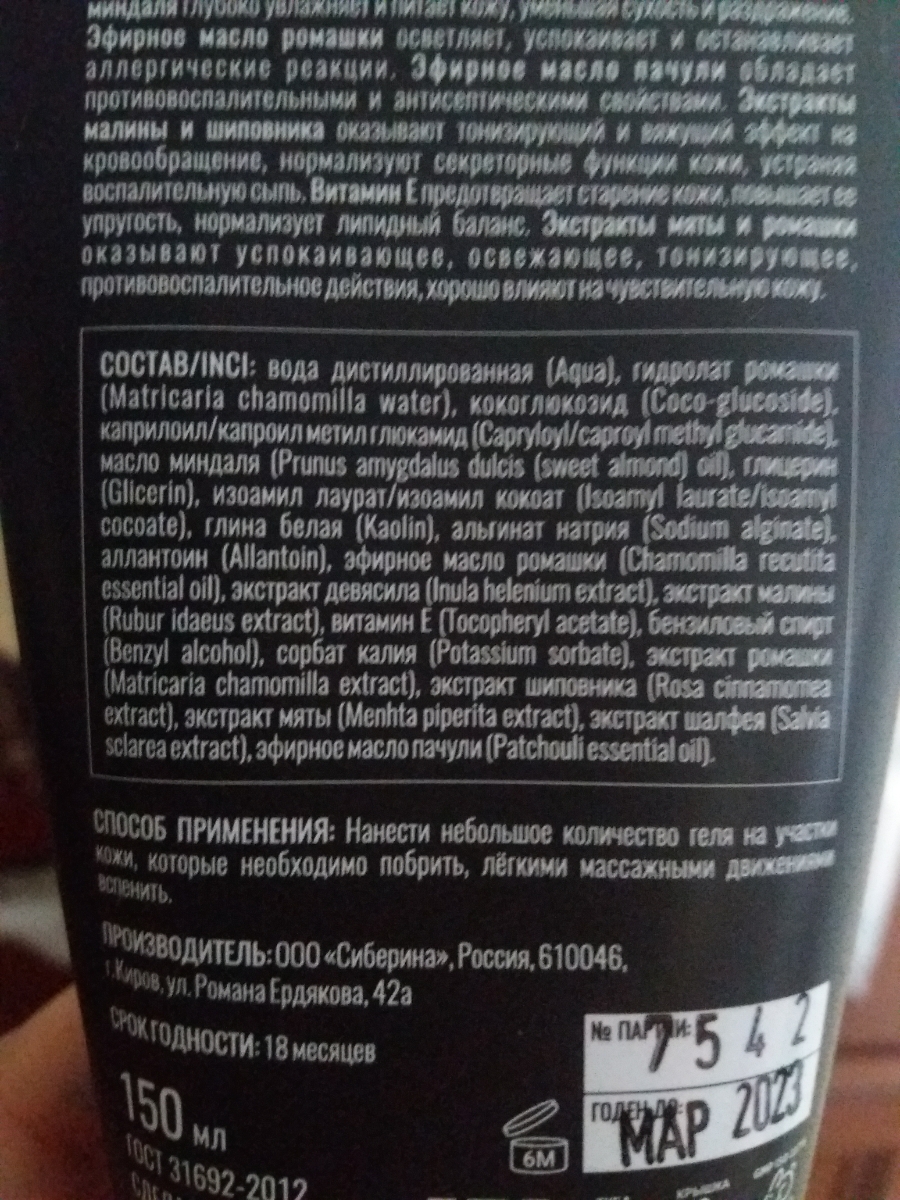 миндаля глубоко увлажняет и питает кожу, уменьшая сухость и раздражение.
Эфирное масло ромашки осветляет, успокаивает и останавливает
аллергические реакции. Эфирное масло пачули обладает
противовоспалительными и антисептическими свойствами. Экстракты
малины и шиповника оказывают тонизирующий и вяжущий эффект на
кровообращение, нормализуют секреторные функции кожи, устраняя
воспалительную сыпь. Витамин Е предотвращает старение кожи, повышает ее
упругость, нормализует липидный баланс. Экстракты мяты и ромашки
оказывают успокаивающее, освежающее, тонизирующее,
противовоспалительное действия, хорошо влияют на чувствительную кожу.
СОСТАВ/INCI: вода дистиллированная (Aqua), гидролат ромашки
(Matricaria chamomilla water), кокоглюкозид (Coco-glucoside),
каприлоил/капроил метил глюкамид (Capryloyl/caproyl methyl glucamide),
масло миндаля (Prunus amygdalus dulcis (sweet almond) oil), глицерин
(Glicerin), изоамил лаурат/изоамил кокоат (Isoamyl laurate/isoamyl
cocoate), глина белая (Kaolin), альгинат натрия (Sodium alginate),
аллантоин (Allantoin), эфирное масло ромашки (Chamomilla recutita
essential oil), экстракт девясила (Inula helenium extract), экстракт малины
(Rubur idaeus extract), витамин Е (Tocopheryl acetate), бензиловый спирт
(Benzyl alcohol), сорбат калия (Potassium sorbate), экстракт ромашки
(Matricaria chamomilla extract), экстракт шиповника (Rosa cinnamomea
extract), экстракт мяты (Menhta piperita extract), экстракт шалфея (Salvia
sclarea extract), эфирное масло пачули (Patchouli essential oil).
СПОСОБ ПРИМЕНЕНИЯ: Нанести небольшое количество геля на участки
кожи, которые необходимо побрить, лёгкими массажными движениями
вспенить.
ПРОИЗВОДИТЕЛЬ: ООО «Сиберина», Россия, 610046,
г.Киров, ул. Романа Ердякова, 42а
СРОК ГОДНОСТИ: 18 месяцев
№ ПАРТИИ: 7542
150 мл
ГОДЕН ДО: МАР 2023
6M
ГОСТ 31692-2012
КРЫШКА